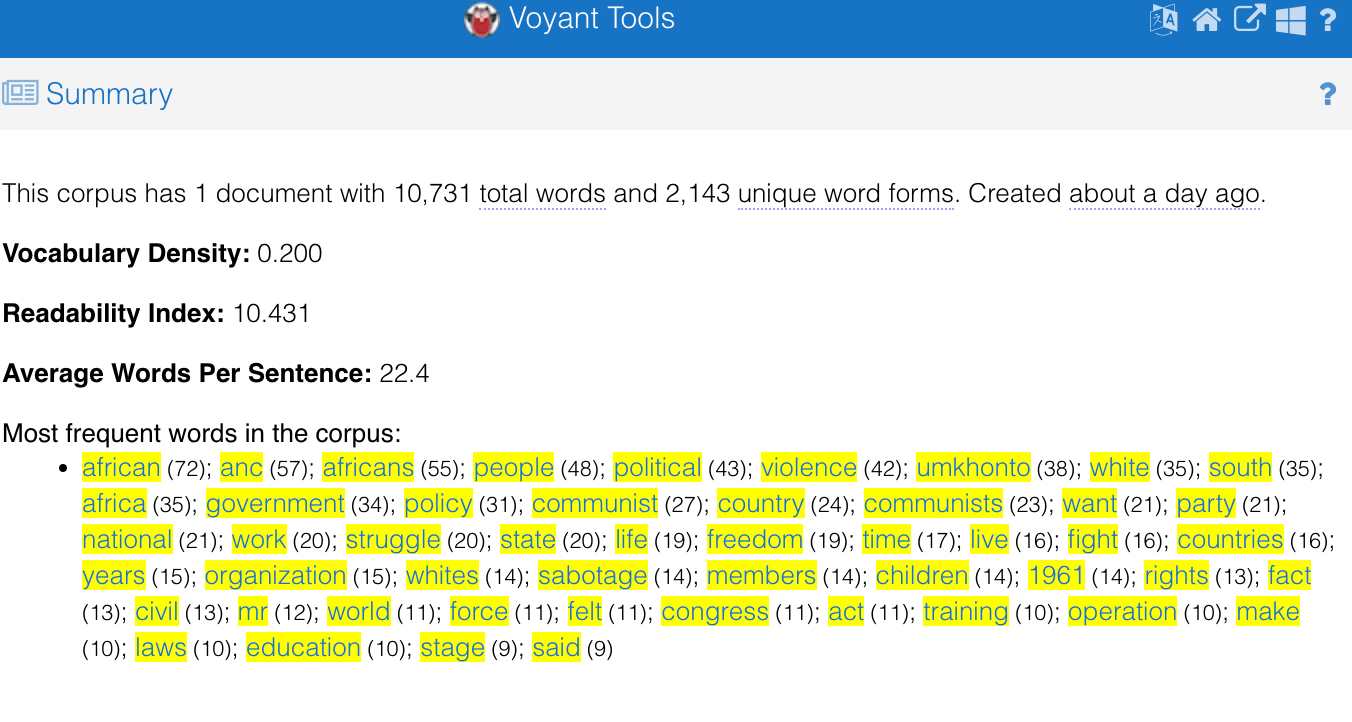 Voyant Tools
?
Summary
?
This corpus has 1 document with 10,731 total words and 2,143 unique word forms. Created about a day ago.
Vocabulary Density: 0.200
Readability Index: 10.431
Average Words Per Sentence: 22.4
Most frequent words in the corpus:
• african (72); anc (57); africans (55); people (48); political (43); violence (42); umkhonto (38); white (35); south (35);
africa (35); government (34); policy (31); communist (27); country (24); communists (23); want (21); party (21);
national (21); work (20); struggle (20); state (20); life (19); freedom (19); time (17); live (16); fight (16); countries (16);
years (15); organization (15); whites (14); sabotage (14); members (14); children (14); 1961 (14); rights (13); fact
(13); civil (13); mr (12); world (11); force (11); felt (11); congress (11); act (11); training (10); operation (10); make
(10); laws (10); education (10); stage (9); said (9)